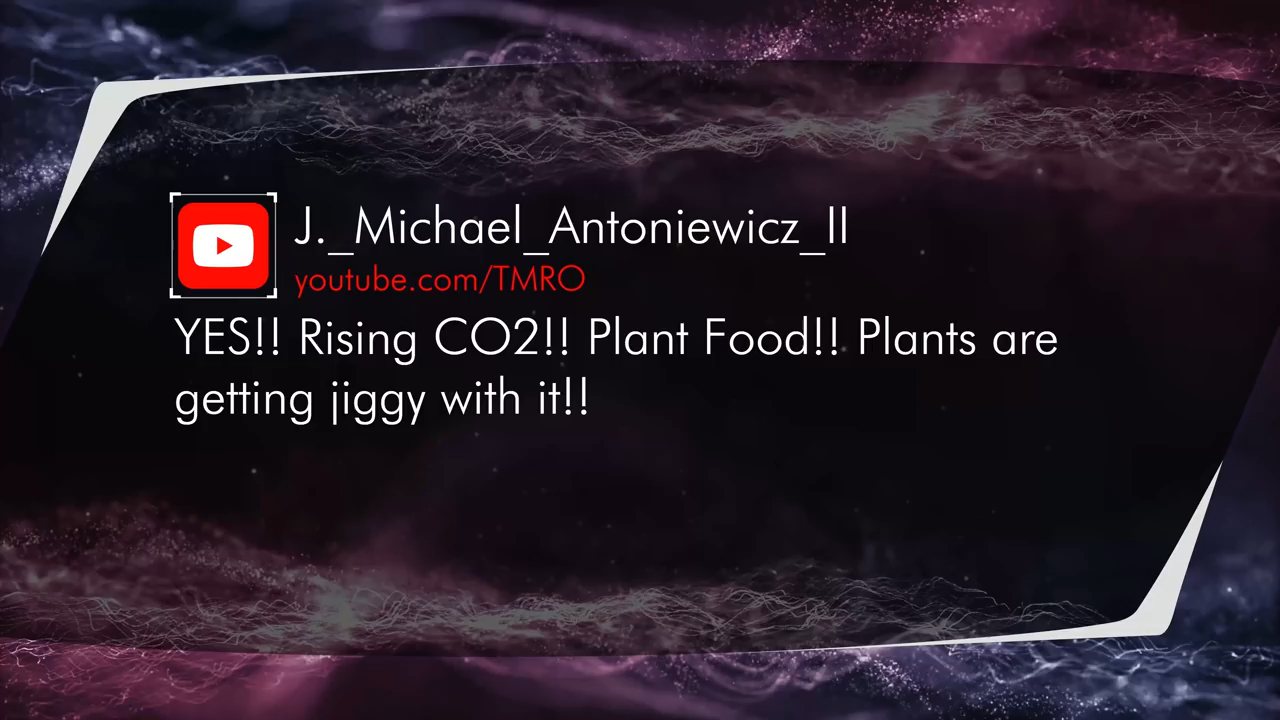 J._Michael_Antoniewicz_II
youtube.com/TMRO
YES!! Rising CO2!! Plant Food!! Plants are
getting jiggy with it!!